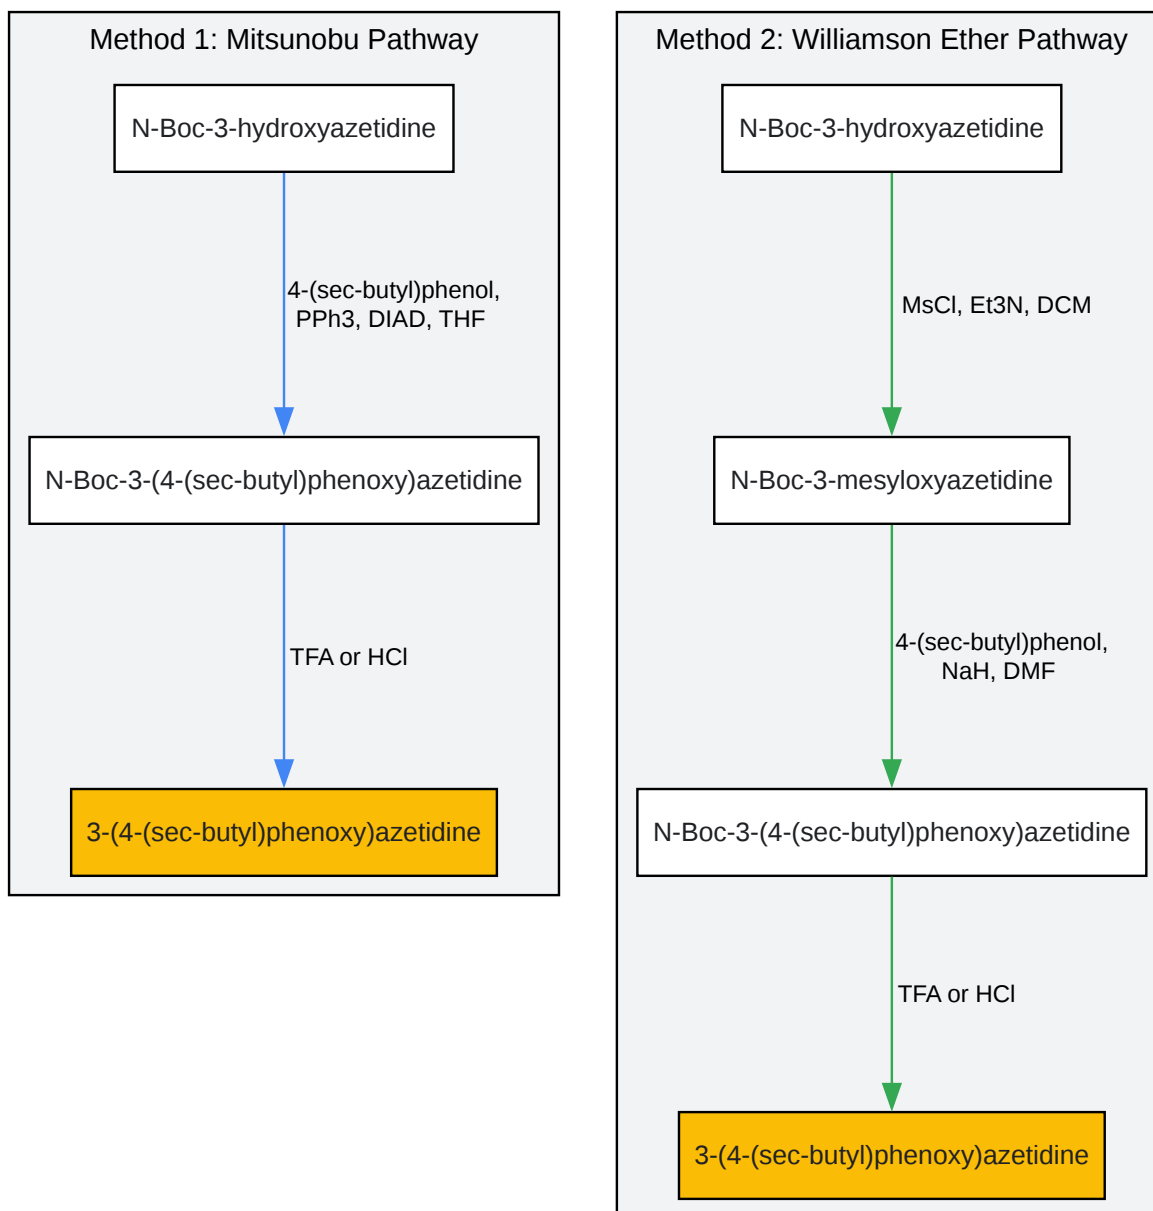 Method 1: Mitsunobu Pathway
N-Boc-3-hydroxyazetidine
4-(sec-butyl)phenol,
PPh3, DIAD, THF
N-Boc-3-(4-(sec-butyl)phenoxy)azetidine
TFA or HCl
3-(4-(sec-butyl)phenoxy)azetidine
Method 2: Williamson Ether Pathway
N-Boc-3-hydroxyazetidine
MsCl, Et3N, DCM
N-Boc-3-mesyloxyazetidine
4-(sec-butyl)phenol,
NaH, DMF
N-Boc-3-(4-(sec-butyl)phenoxy)azetidine
TFA or HCl
3-(4-(sec-butyl)phenoxy)azetidine